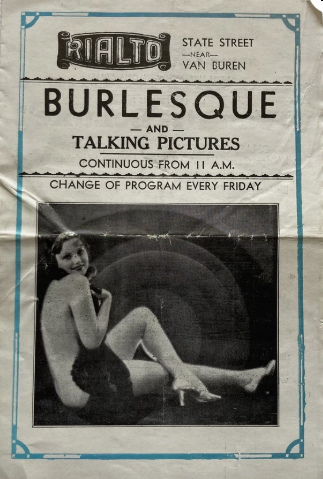 RIALTO
STATE STREET
—NEAR—
VAN BUREN
BURLESQUE
— AND —
TALKING PICTURES
CONTINUOUS FROM 11 A.M.
CHANGE OF PROGRAM EVERY FRIDAY